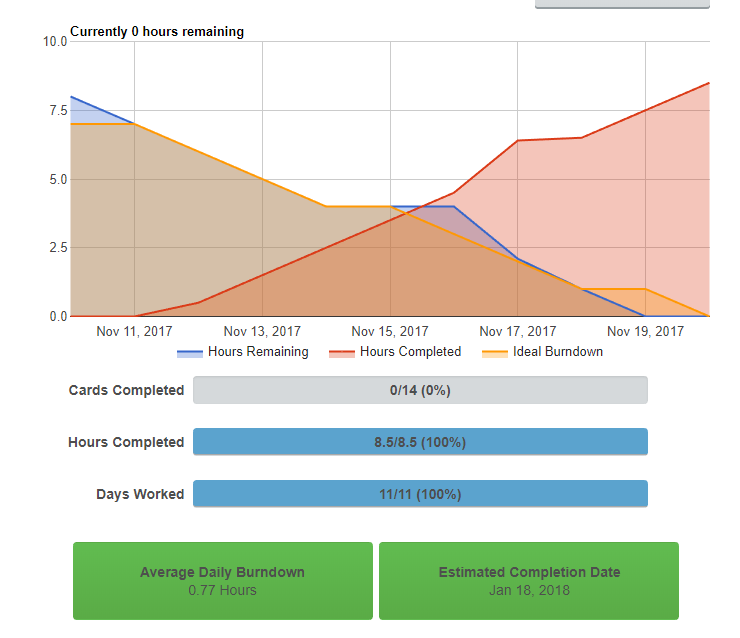 Currently 0 hours remaining
10.0
7.5
5.0
2.5
0.0
Nov 11, 2017 Nov 13, 2017 Nov 15, 2017 Nov 17, 2017 Nov 19, 2017
Hours Remaining Hours Completed Ideal Burndown
Cards Completed 0/14 (0%)
Hours Completed 8.5/8.5 (100%)
Days Worked 11/11 (100%)
Average Daily Burndown
0.77 Hours
Estimated Completion Date
Jan 18, 2018